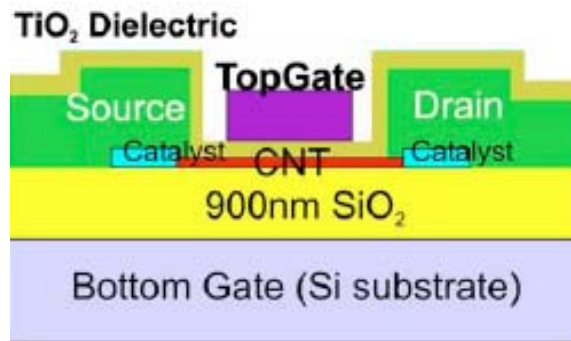 TiO₂ Dielectric
TopGate
Source
Drain
Catalyst
CNT
Catalyst
900nm SiO₂
Bottom Gate (Si substrate)